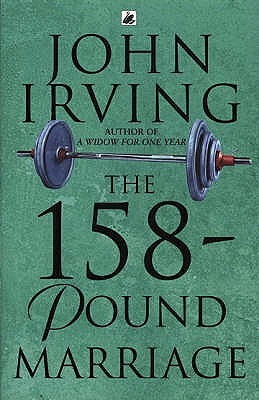 JOHN
IRVING
AUTHOR OF
A WIDOW FOR ONE YEAR
THE
158-
POUND
MARRIAGE